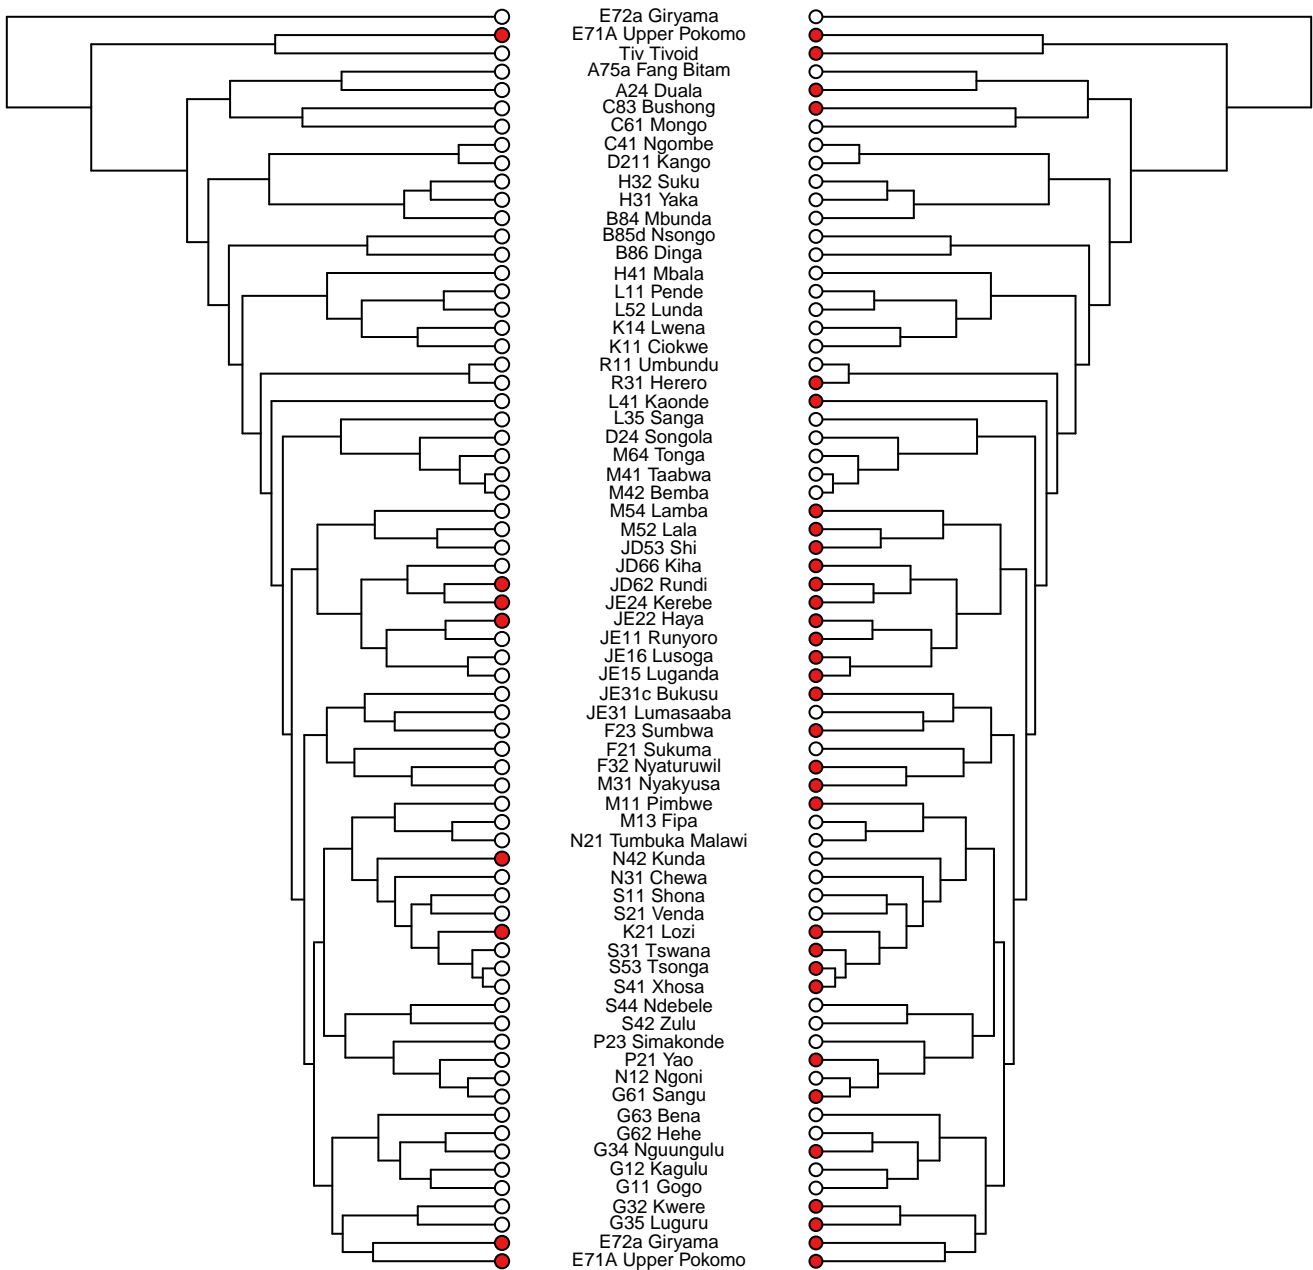 E72a Giryama
E71A Upper Pokomo
Tiv Tivoid
A75a Fang Bitam
A24 Duala
C83 Bushong
C61 Mongo
C41 Ngombe
D211 Kango
H32 Suku
H31 Yaka
B84 Mbunda
B85d Nsongo
B86 Dinga
H41 Mbala
L11 Pende
L52 Lunda
K14 Lwena
K11 Ciokwe
R11 Umbundu
R31 Herero
L41 Kaonde
L35 Sanga
D24 Songola
M64 Tonga
M41 Taabwa
M42 Bemba
M54 Lamba
M52 Lala
JD53 Shi
JD66 Kiha
JD62 Rundi
JE24 Kerebe
JE22 Haya
JE11 Runyoro
JE16 Lusoga
JE15 Luganda
JE31c Bukusu
JE31 Lumasaaba
F23 Sumbwa
F21 Sukuma
F32 Nyaturuwil
M31 Nyakyusa
M11 Pimbwe
M13 Fipa
N21 Tumbuka Malawi
N42 Kunda
N31 Chewa
S11 Shona
S21 Venda
K21 Lozi
S31 Tswana
S53 Tsonga
S41 Xhosa
S44 Ndebele
S42 Zulu
P23 Simakonde
P21 Yao
N12 Ngoni
G61 Sangu
G63 Bena
G62 Hehe
G34 Nguungulu
G12 Kagulu
G11 Gogo
G32 Kwere
G35 Luguru
E72a Giryama
E71A Upper Pokomo